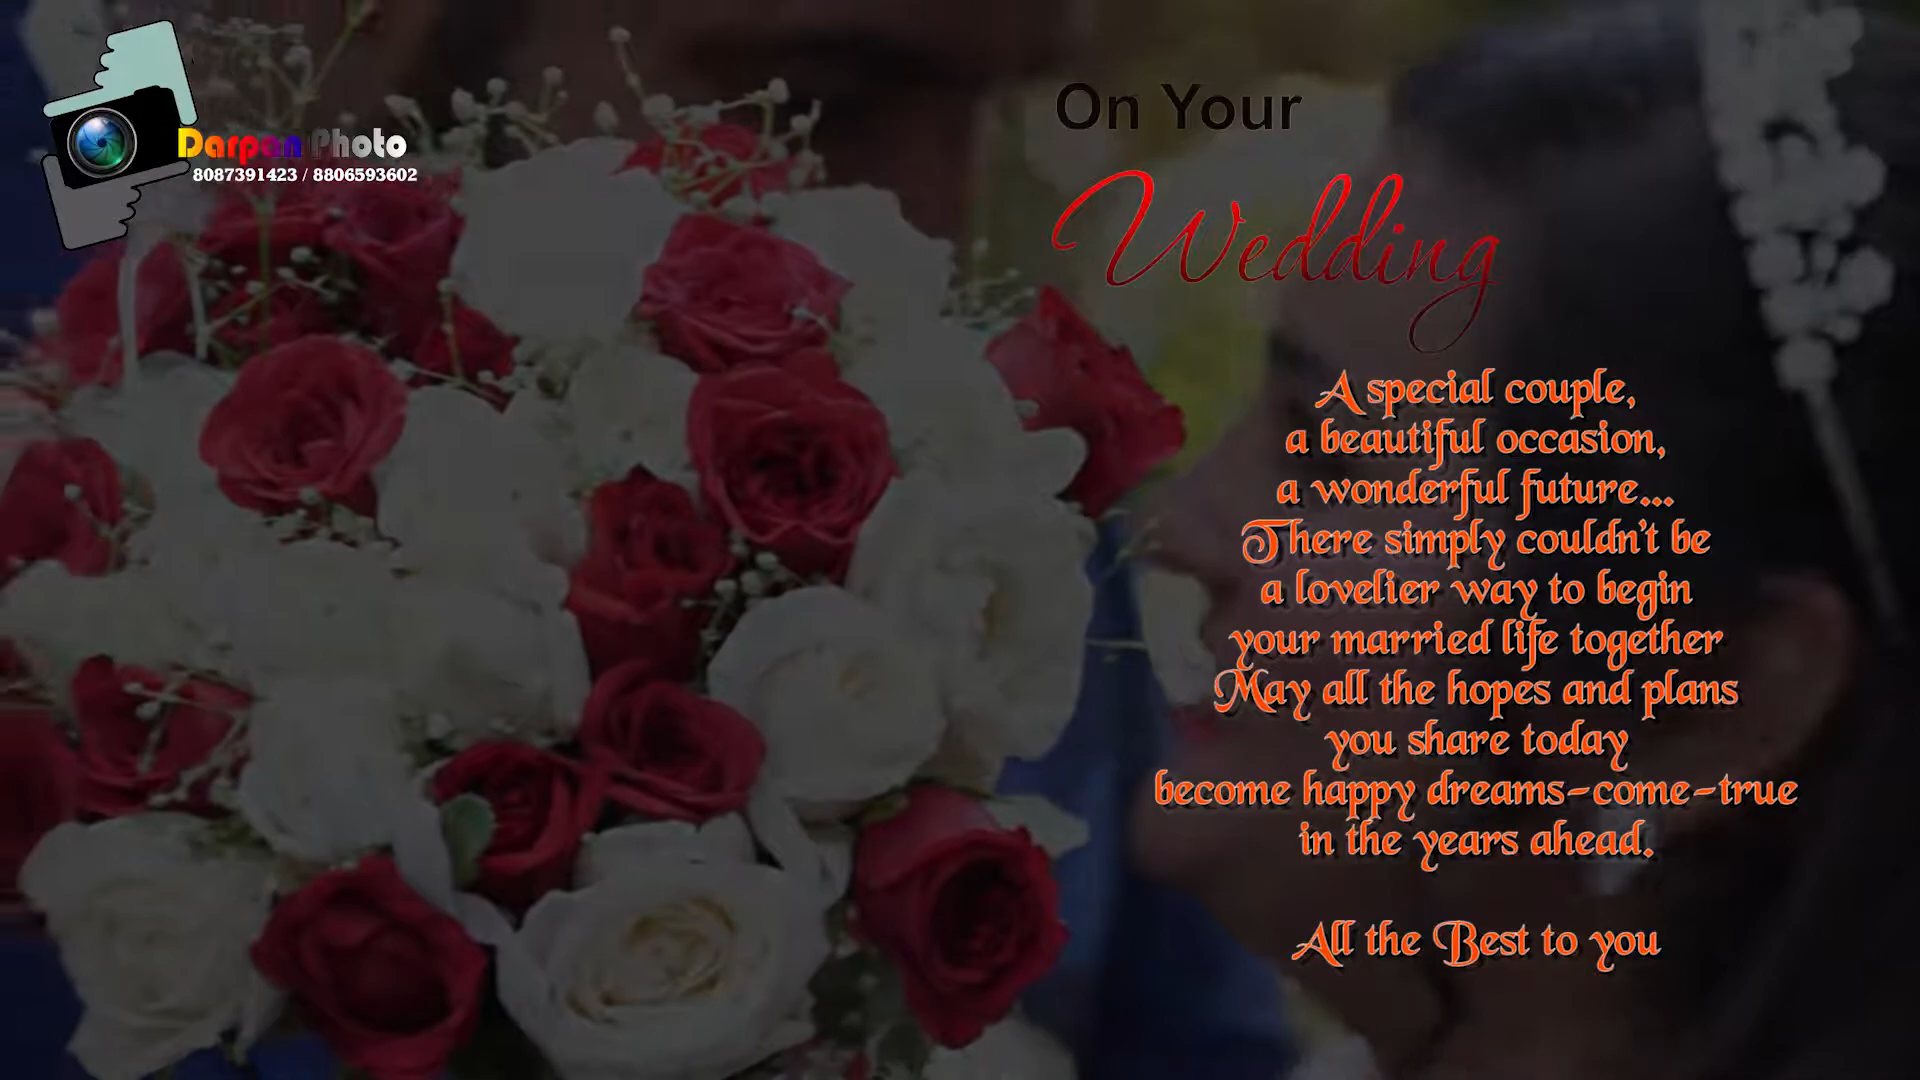 Darpan Photo
8087391423 / 8806593602
On Your
Wedding
A special couple,
a beautiful occasion,
a wonderful future...
There simply couldn't be
a lovelier way to begin
your married life together
May all the hopes and plans
you share today
become happy dreams-come-true
in the years ahead.
All the Best to you